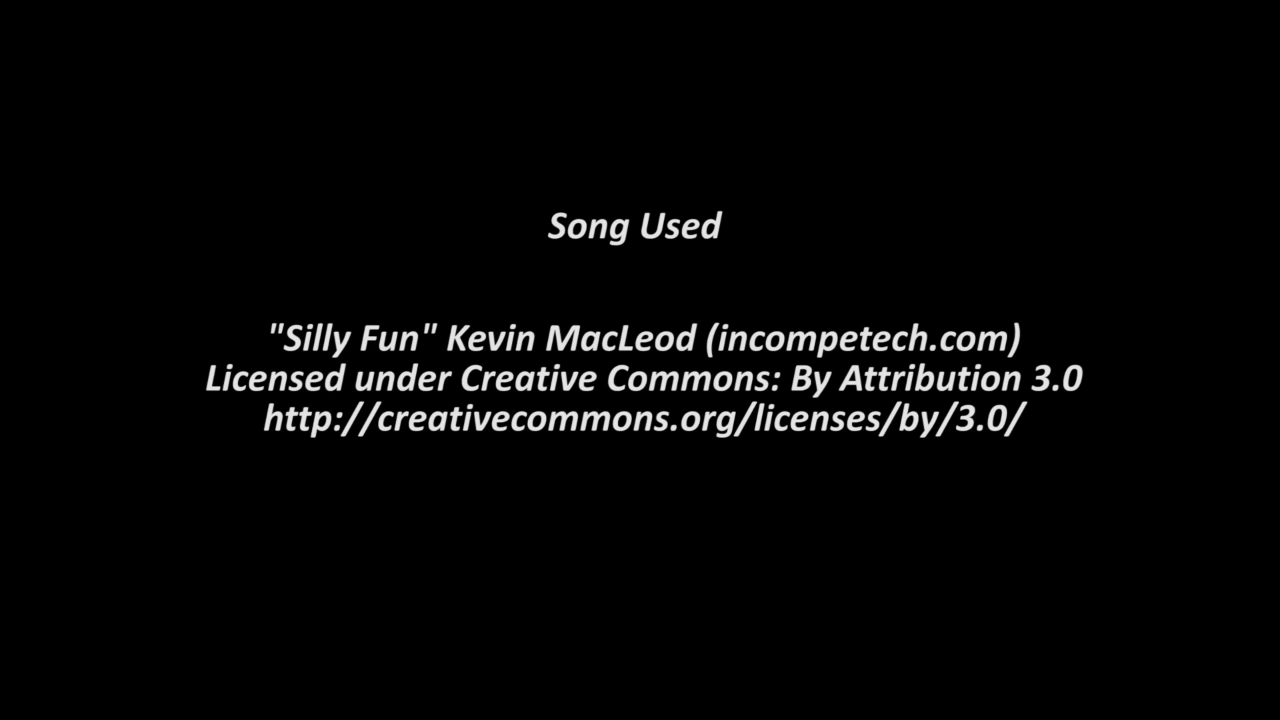 Song Used
"Silly Fun" Kevin MacLeod (incompetech.com)
Licensed under Creative Commons: By Attribution 3.0
http://creativecommons.org/licenses/by/3.0/